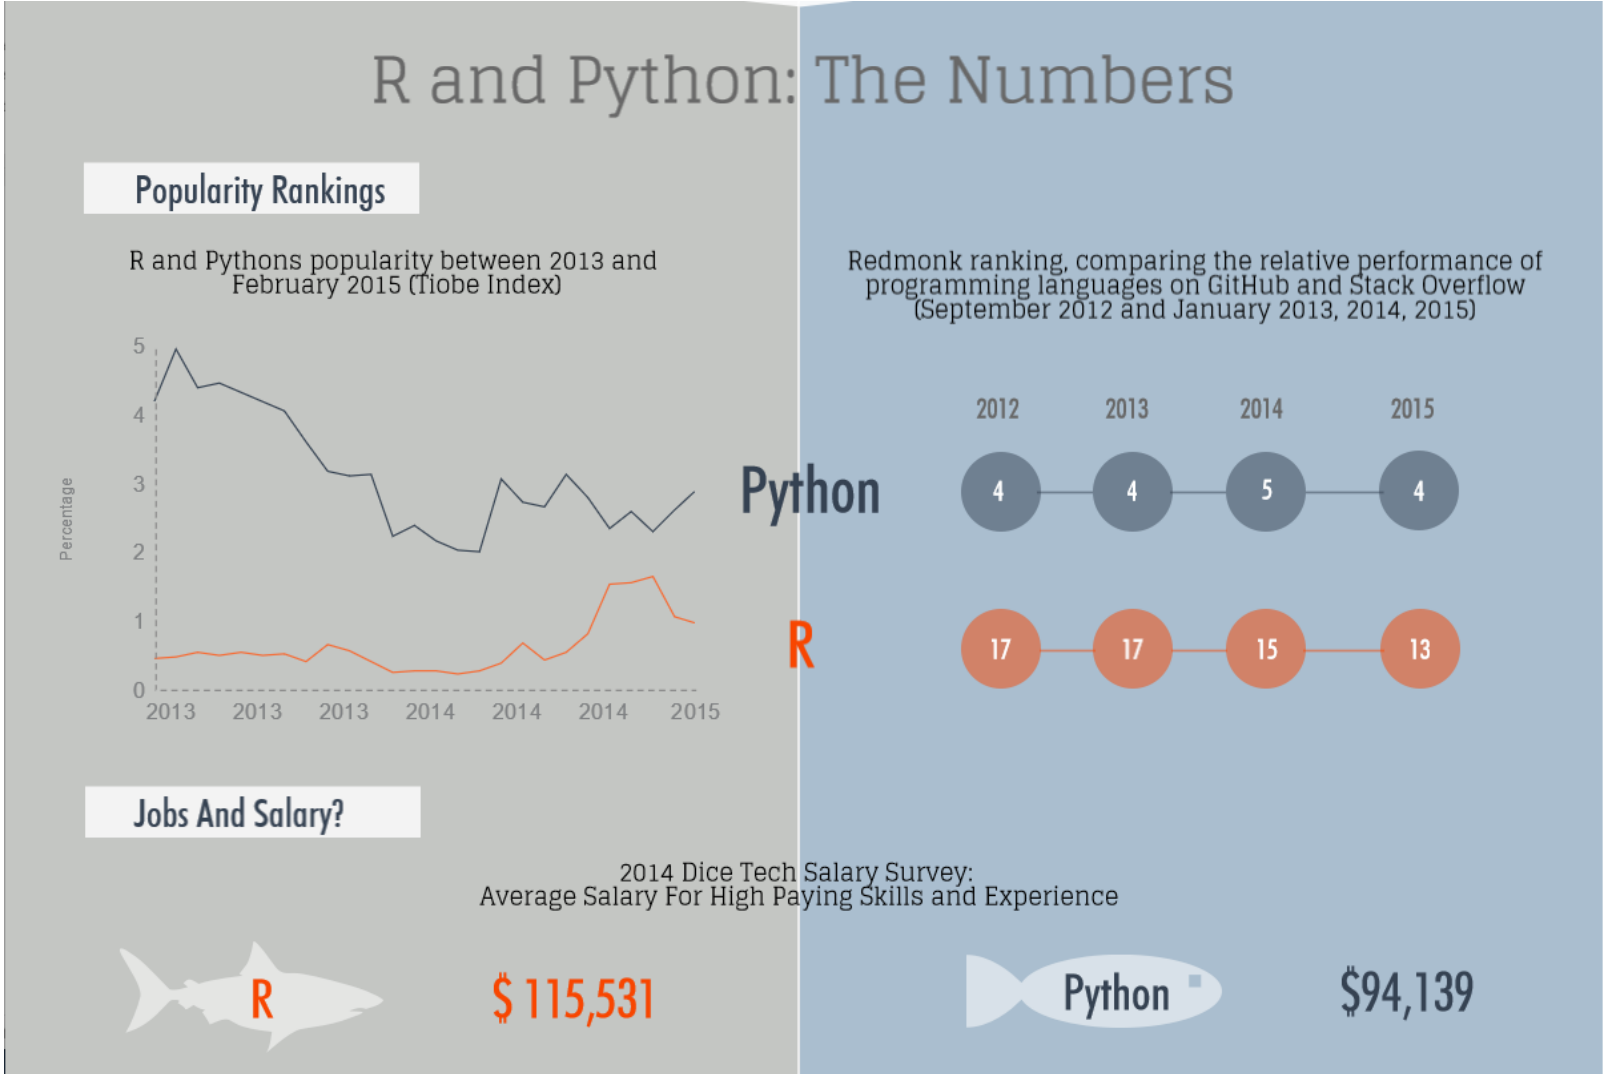 R and Python: The Numbers
Popularity Rankings
R and Pythons popularity between 2013 and
February 2015 (Tiobe Index)
Percentage
5
4
3
2
1
0
2013 2013 2013 2014 2014 2014 2015
Redmonk ranking, comparing the relative performance of
programming languages on GitHub and Stack Overflow
(September 2012 and January 2013, 2014, 2015)
2012 2013 2014 2015
Python 4 4 5 4
R 17 17 15 13
Jobs And Salary?
2014 Dice Tech Salary Survey:
Average Salary For High Paying Skills and Experience
R $ 115,531
Python $94,139